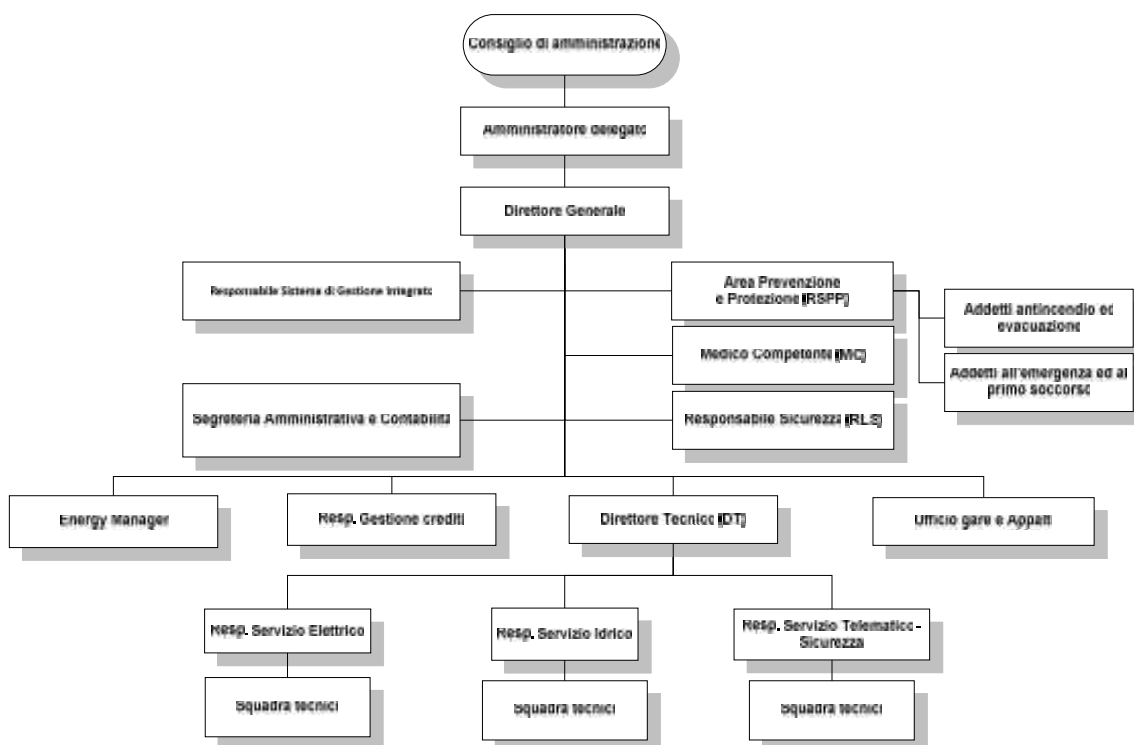 Consiglio di amministrazione
Amministratore delegato
Direttore Generale
Responsabile Sistema di Gestione Integrato
Area Prevenzione
e Protezione (RSPP)
Addetti antincendio ed
evacuazione
Medico Competente (MC)
Addetti all'emergenza ed al
primo soccorso
Segreteria Amministrativa e Contabilità
Responsabile Sicurezza (RLS)
Energy Manager
Resp. Gestione crediti
Direttore Tecnico (DT)
Ufficio gare e Appalti
Resp. Servizio Elettrico
Resp. Servizio Idrico
Resp. Servizio Telematico-
Sicurezza
Squadra tecnici
Squadra tecnici
Squadra tecnici